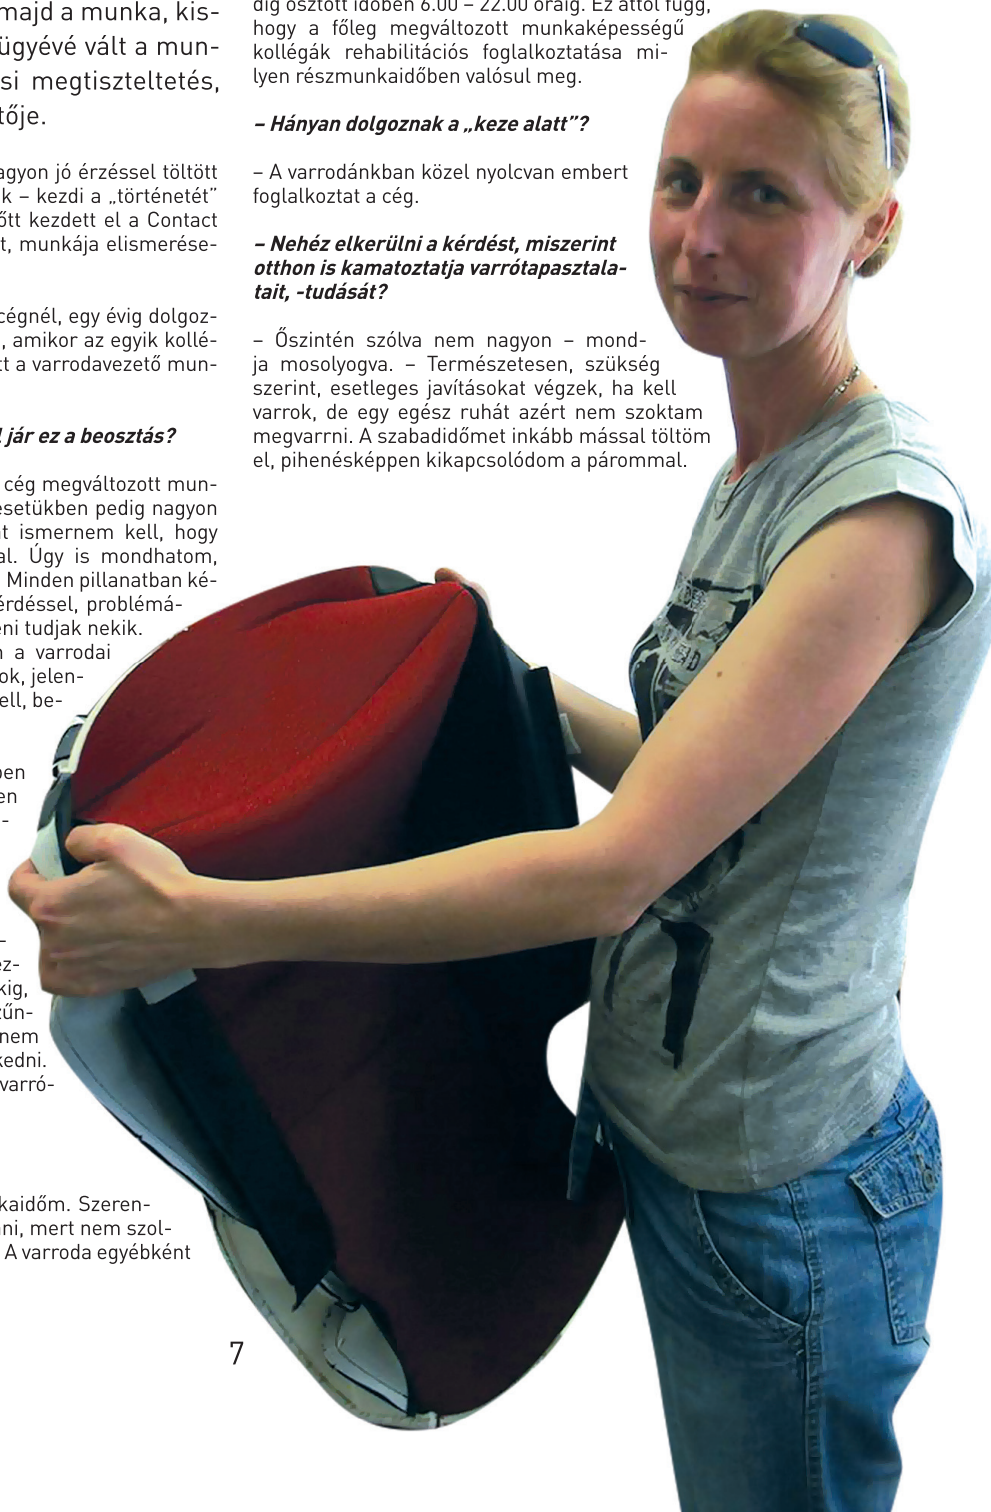 majd a munka, kis-
ügyévé vált a mun-
si megtiszteltetés,
tője.
agyon jó érzéssel töltött
k – kezdi a „történetét”
őtt kezdett el a Contact
t, munkája elismerése-
cégnél, egy évig dolgoz-
, amikor az egyik kollé-
tt a varrodavezető mun-
l jár ez a beosztás?
cég megváltozott mun-
esetükben pedig nagyon
at ismernem kell, hogy
al. Úgy is mondhatom,
Minden pillanatban ké-
érdéssel, problémá-
eni tudjak nekik.
n a varrodai
ok, jelen-
ell, be-
ben
en
-
-
ez-
kig,
zűn-
nem
kedni.
varró-
kaidőm. Szeren-
ni, mert nem szol-
A varroda egyébként
dig osztott időben 6.00 – 22.00 óráig. Ez attól függ,
hogy a főleg megváltozott munkaképességű
kollégák rehabilitációs foglalkoztatása mi-
lyen részmunkaidőben valósul meg.
– Hányan dolgoznak a „keze alatt”?
– A varrodánkban közel nyolcvan embert
foglalkoztat a cég.
– Nehéz elkerülni a kérdést, miszerint
otthon is kamatoztatja varrótapasztala-
tait, -tudását?
– Őszintén szólva nem nagyon – mond-
ja mosolyogva. – Természetesen, szükség
szerint, esetleges javításokat végzek, ha kell
varrok, de egy egész ruhát azért nem szoktam
megvarrni. A szabadidőmet inkább mással töltöm
el, pihenésképpen kikapcsolódom a párommal.
7